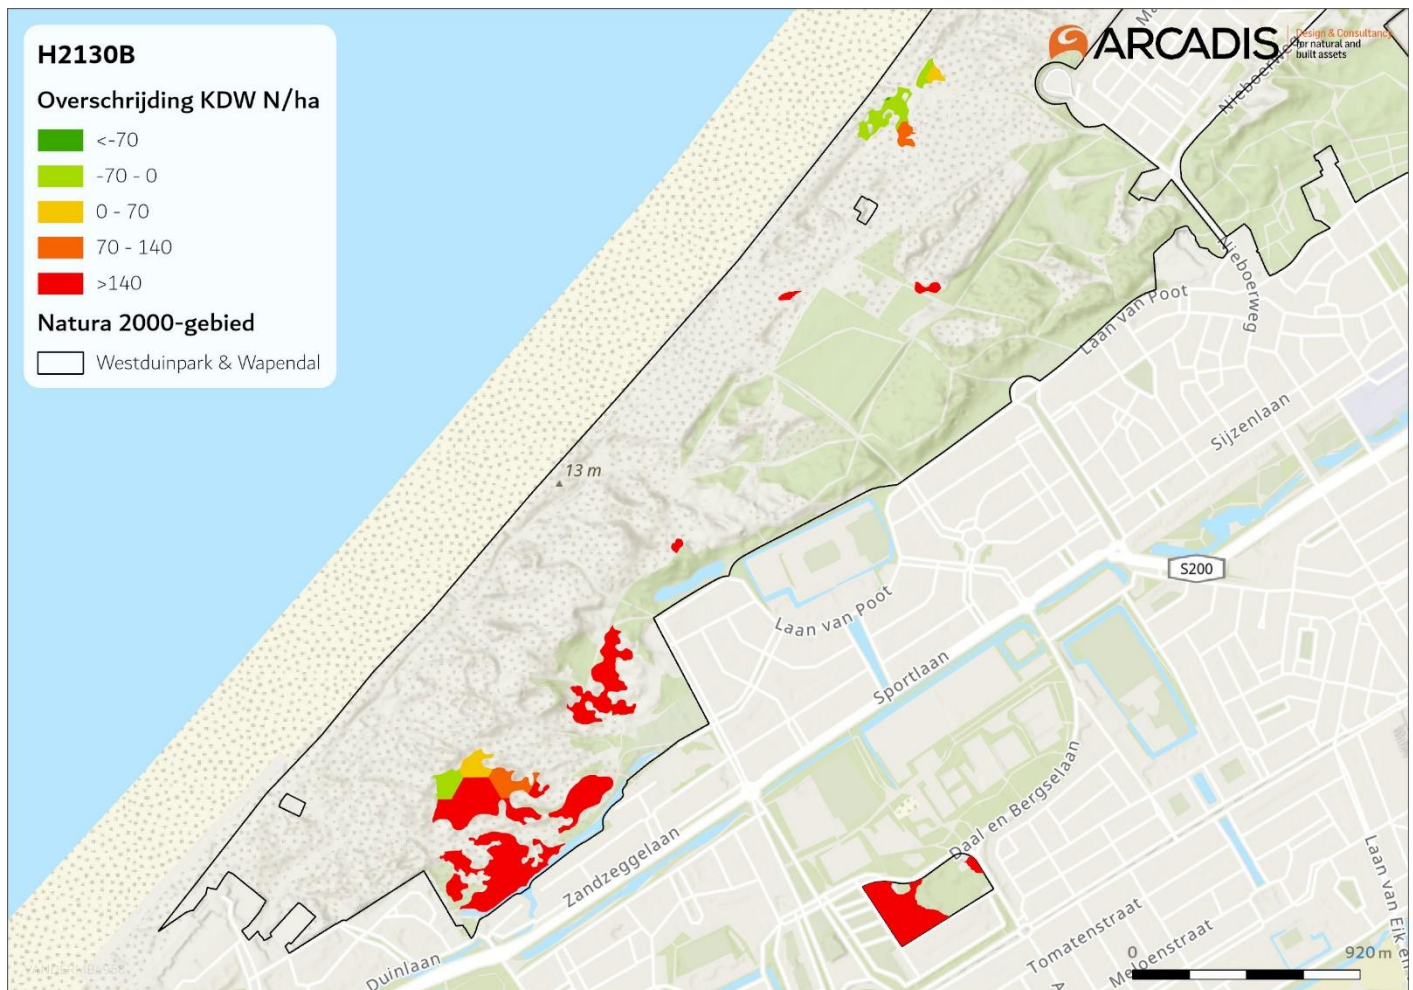 H2130B
Overschrijding KDW N/ha
<-70
-70 - 0
0 - 70
70 - 140
>140
Natura 2000-gebied
Westduinpark & Wapendal
ARCADIS
Design & Consultancy
for natural and
built assets
Nieboerweg
Nieboerweg
Laan van Poot
Sijzenlaan
13 m
S200
Laan van Poot
Sportlaan
Daal en Bergselaan
Zandzeggelaan
Duinlaan
Tomatenstraat
Meloenstraat
Laan van Eik en
0
920 m